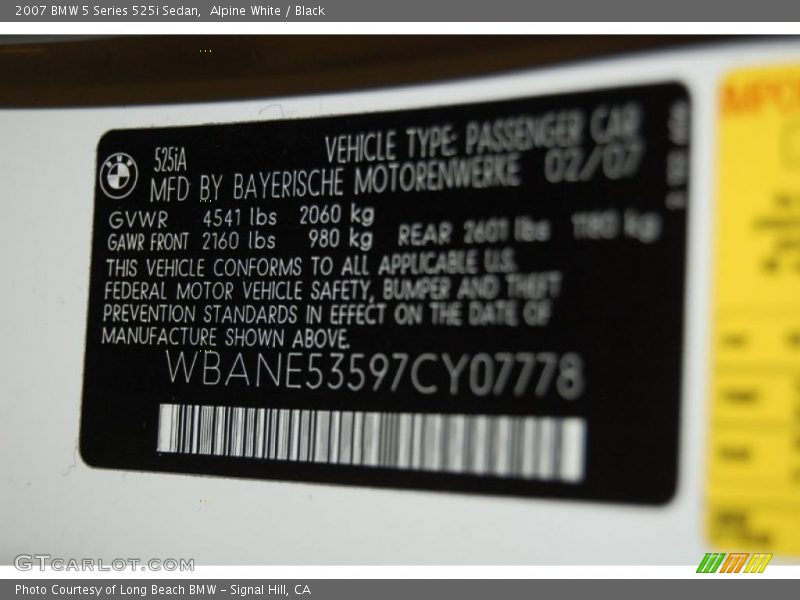 2007 BMW 5 Series 525i Sedan, Alpine White / Black
525iA VEHICLE TYPE: PASSENGER CAR
MFD BY BAYERISCHE MOTORENWERKE 02/07
GVWR 4541 lbs 2060 kg
GAWR FRONT 2160 lbs 980 kg REAR 2601 lbs 1180 kg
THIS VEHICLE CONFORMS TO ALL APPLICABLE U.S.
FEDERAL MOTOR VEHICLE SAFETY, BUMPER AND THEFT
PREVENTION STANDARDS IN EFFECT ON THE DATE OF
MANUFACTURE SHOWN ABOVE.
WBANE53597CY07778
GTCARLOT.COM
Photo Courtesy of Long Beach BMW - Signal Hill, CA